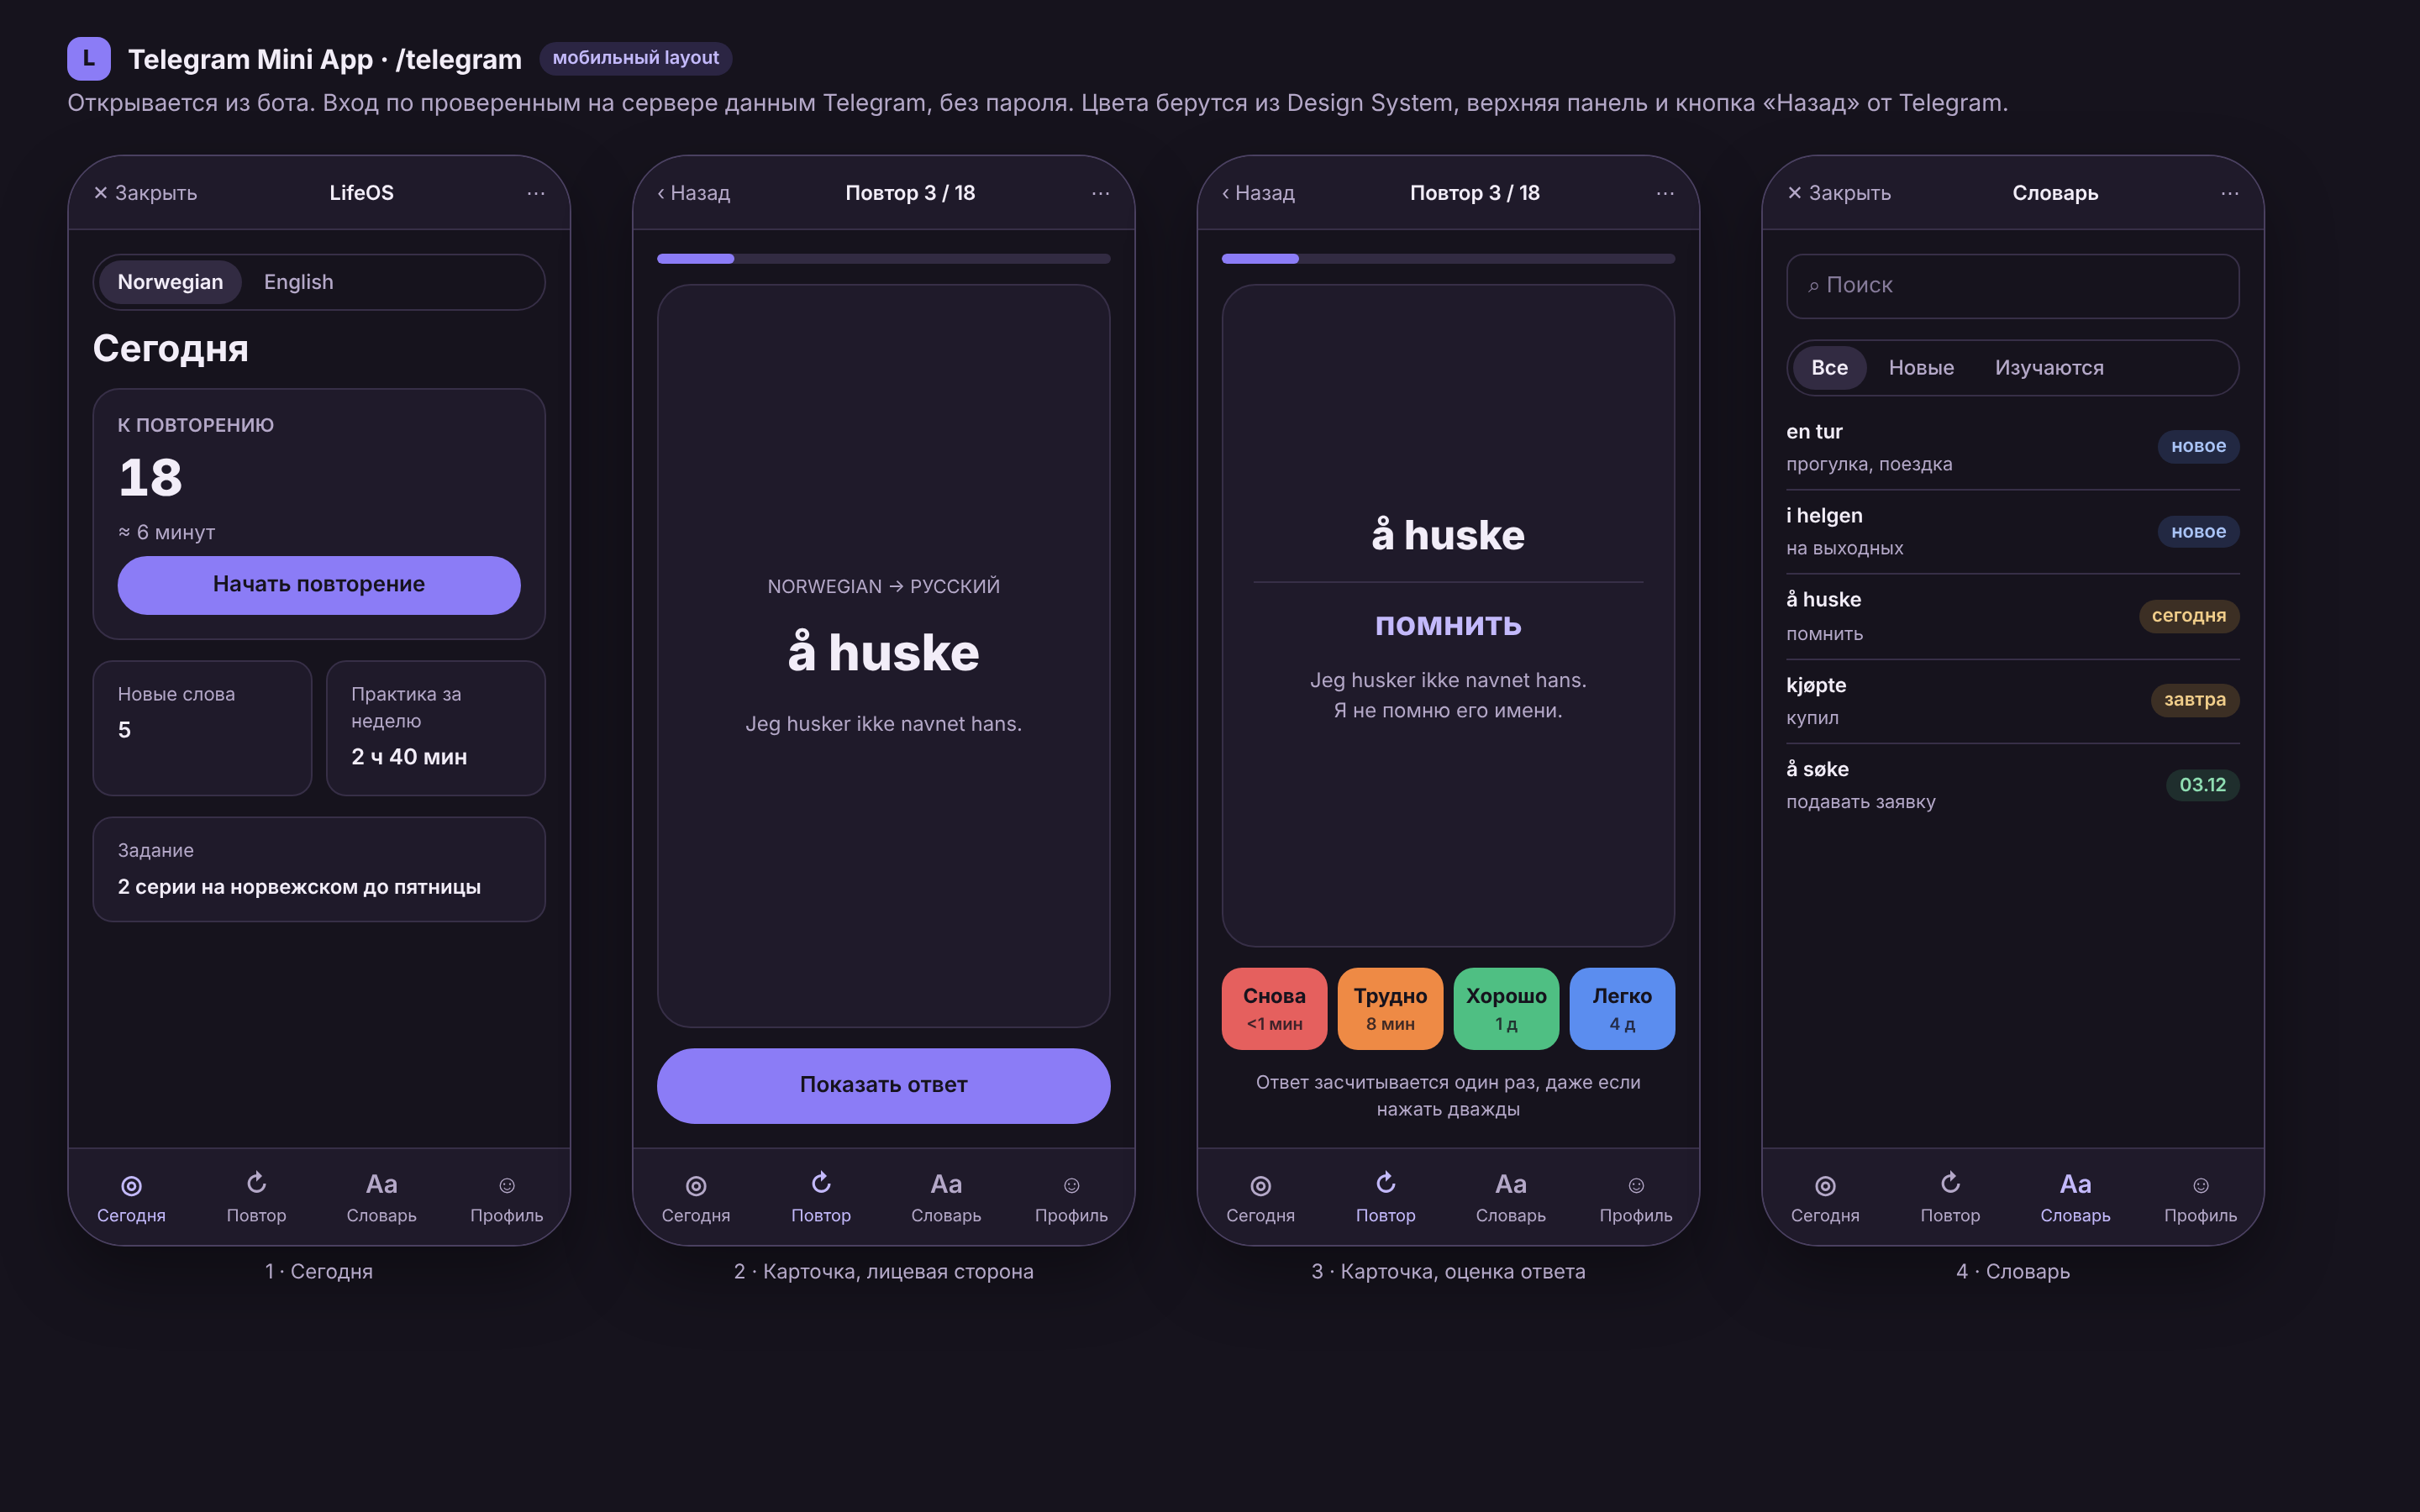 L
Telegram Mini App · /telegram
мобильный layout
Открывается из бота. Вход по проверенным на сервере данным Telegram, без пароля. Цвета берутся из Design System, верхняя панель и кнопка «Назад» от Telegram.
✕ Закрыть
LifeOS
⋯
Norwegian
English
Сегодня
К ПОВТОРЕНИЮ
18
≈ 6 минут
Начать повторение
Новые слова
5
Практика за
неделю
2 ч 40 мин
Задание
2 серии на норвежском до пятницы
Сегодня
Повтор
Aa
Словарь
Профиль
1 · Сегодня
‹ Назад
Повтор 3 / 18
⋯
NORWEGIAN → РУССКИЙ
å huske
Jeg husker ikke navnet hans.
Показать ответ
Сегодня
Повтор
Aa
Словарь
Профиль
2 · Карточка, лицевая сторона
‹ Назад
Повтор 3 / 18
⋯
å huske
помнить
Jeg husker ikke navnet hans.
Я не помню его имени.
Снова
<1 мин
Трудно
8 мин
Хорошо
1 д
Легко
4 д
Ответ засчитывается один раз, даже если
нажать дважды
Сегодня
Повтор
Aa
Словарь
Профиль
3 · Карточка, оценка ответа
✕ Закрыть
Словарь
⋯
⌕ Поиск
Все
Новые
Изучаются
en tur
прогулка, поездка
новое
i helgen
на выходных
новое
å huske
помнить
сегодня
kjøpte
купил
завтра
å søke
подавать заявку
03.12
Сегодня
Повтор
Aa
Словарь
Профиль
4 · Словарь